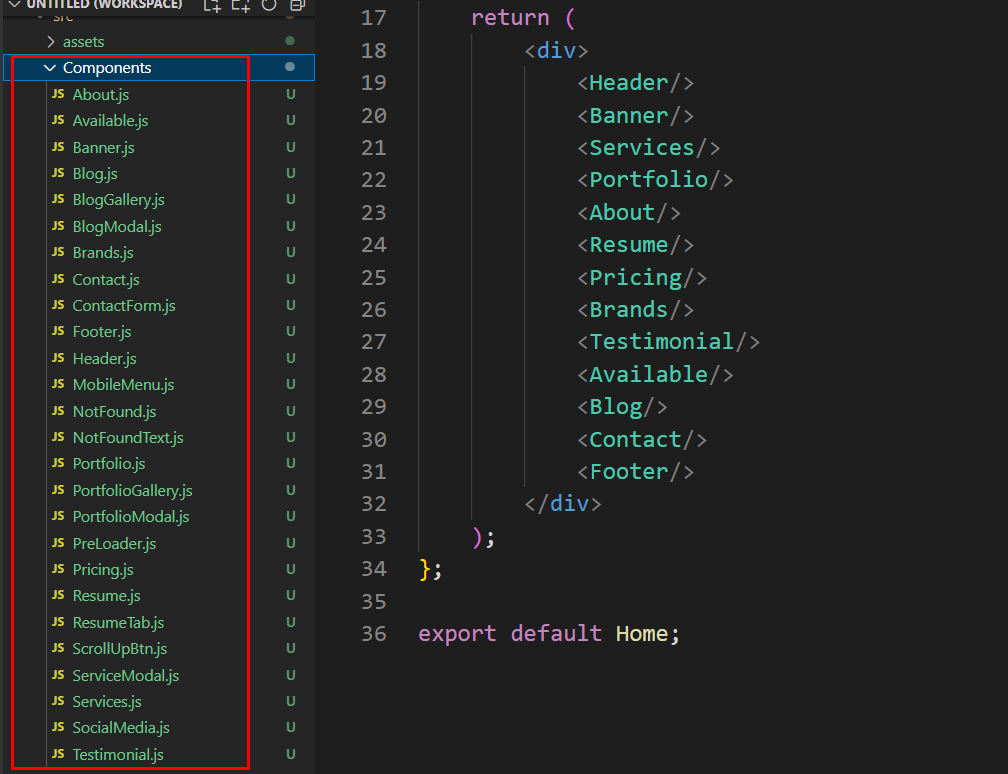 UNTITLED (WORKSPACE)
src
assets
Components
JS About.js U
JS Available.js U
JS Banner.js U
JS Blog.js U
JS BlogGallery.js U
JS BlogModal.js U
JS Brands.js U
JS Contact.js U
JS ContactForm.js U
JS Footer.js U
JS Header.js U
JS MobileMenu.js U
JS NotFound.js U
JS NotFoundText.js U
JS Portfolio.js U
JS PortfolioGallery.js U
JS PortfolioModal.js U
JS PreLoader.js U
JS Pricing.js U
JS Resume.js U
JS ResumeTab.js U
JS ScrollUpBtn.js U
JS ServiceModal.js U
JS Services.js U
JS SocialMedia.js U
JS Testimonial.js U
17 return (
18 <div>
19 <Header/>
20 <Banner/>
21 <Services/>
22 <Portfolio/>
23 <About/>
24 <Resume/>
25 <Pricing/>
26 <Brands/>
27 <Testimonial/>
28 <Available/>
29 <Blog/>
30 <Contact/>
31 <Footer/>
32 </div>
33 );
34 };
35
36 export default Home;